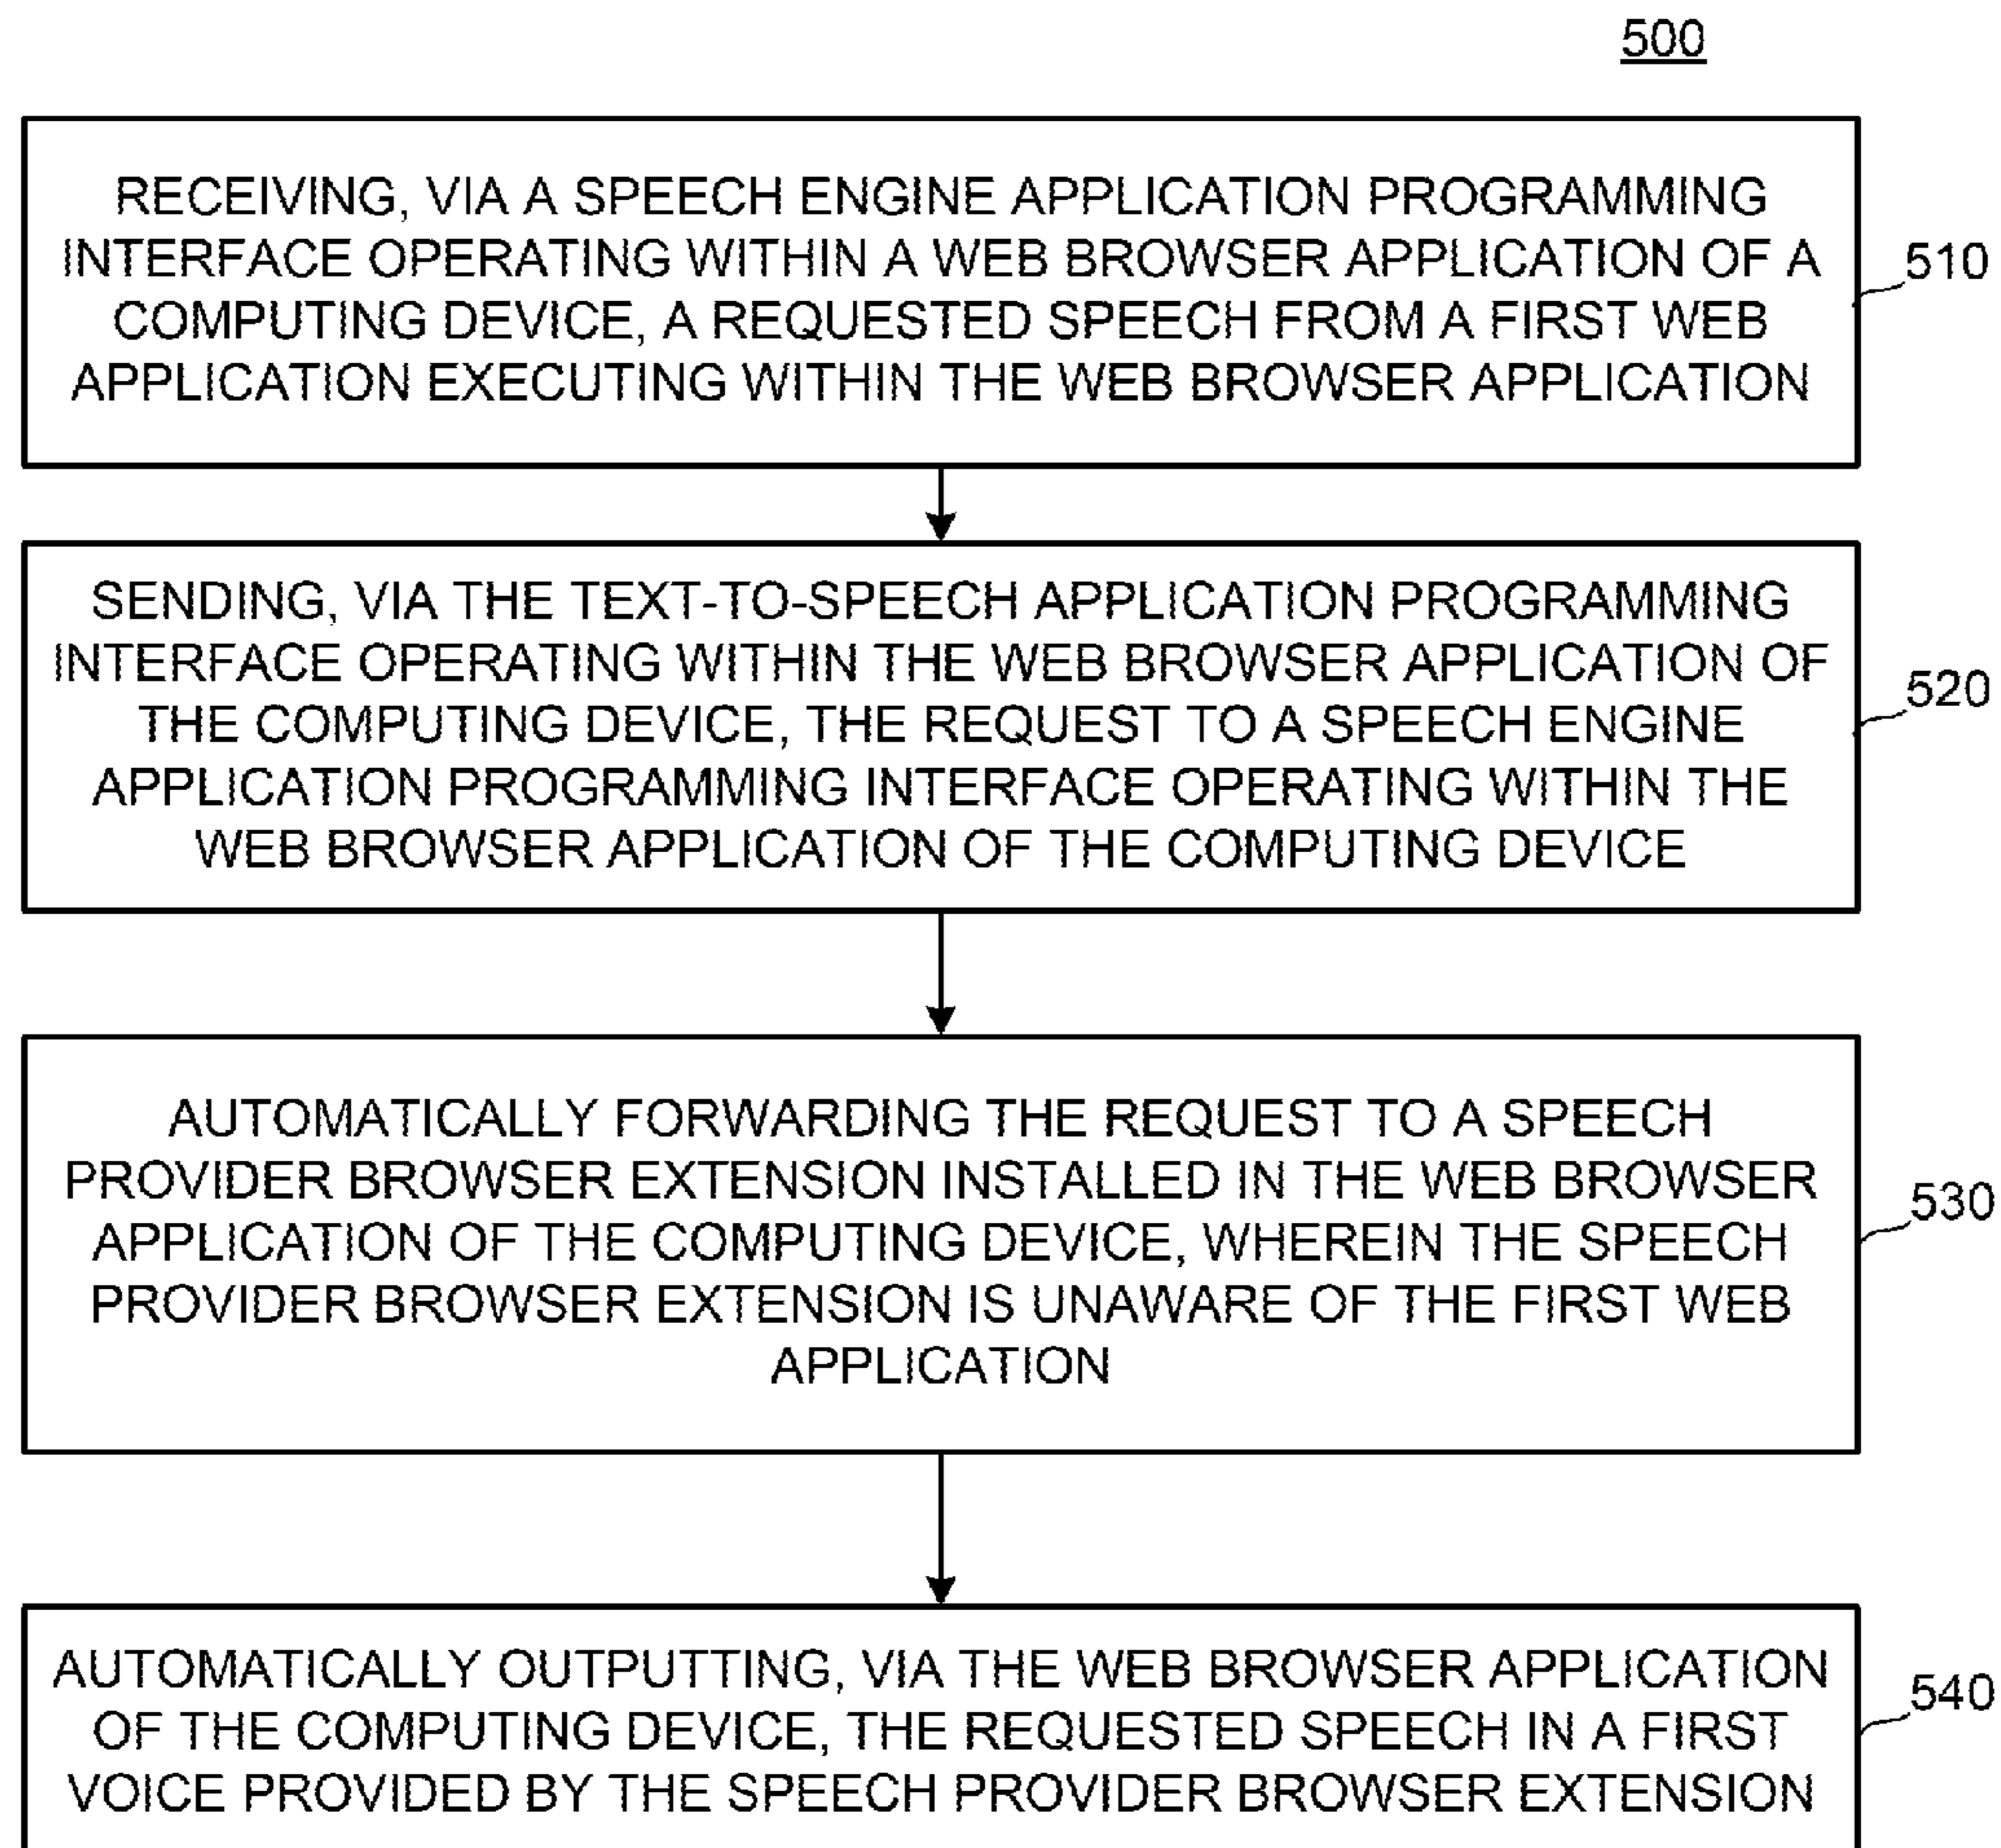 500
RECEIVING, VIA A SPEECH ENGINE APPLICATION PROGRAMMING
INTERFACE OPERATING WITHIN A WEB BROWSER APPLICATION OF A
COMPUTING DEVICE, A REQUESTED SPEECH FROM A FIRST WEB
APPLICATION EXECUTING WITHIN THE WEB BROWSER APPLICATION
510
SENDING, VIA THE TEXT-TO-SPEECH APPLICATION PROGRAMMING
INTERFACE OPERATING WITHIN THE WEB BROWSER APPLICATION OF
THE COMPUTING DEVICE, THE REQUEST TO A SPEECH ENGINE
APPLICATION PROGRAMMING INTERFACE OPERATING WITHIN THE
WEB BROWSER APPLICATION OF THE COMPUTING DEVICE
520
AUTOMATICALLY FORWARDING THE REQUEST TO A SPEECH
PROVIDER BROWSER EXTENSION INSTALLED IN THE WEB BROWSER
APPLICATION OF THE COMPUTING DEVICE, WHEREIN THE SPEECH
PROVIDER BROWSER EXTENSION IS UNAWARE OF THE FIRST WEB
APPLICATION
530
AUTOMATICALLY OUTPUTTING, VIA THE WEB BROWSER APPLICATION
OF THE COMPUTING DEVICE, THE REQUESTED SPEECH IN A FIRST
VOICE PROVIDED BY THE SPEECH PROVIDER BROWSER EXTENSION
540